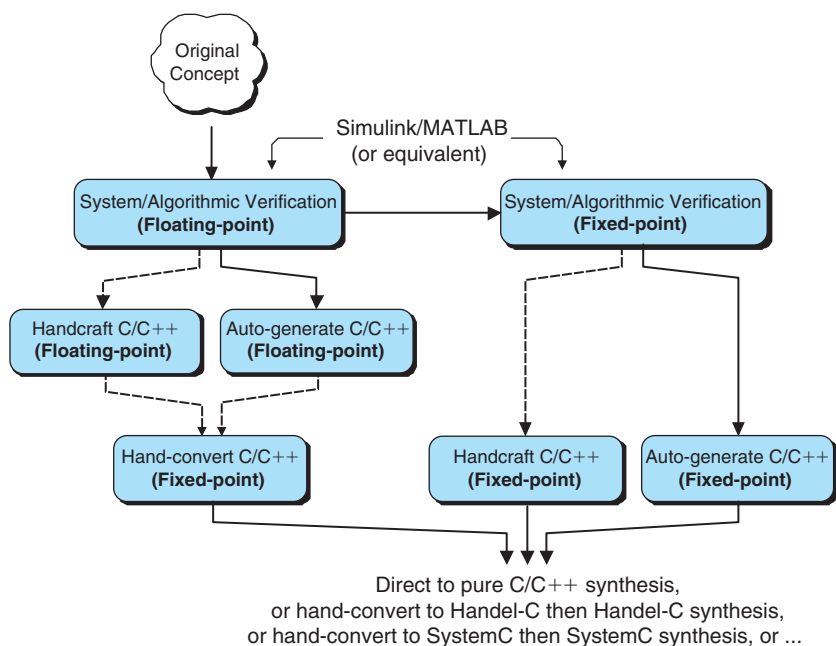 Original
Concept
Simulink/MATLAB
(or equivalent)
System/Algorithmic Verification
(Floating-point)
System/Algorithmic Verification
(Fixed-point)
Handcraft C/C++
(Floating-point)
Auto-generate C/C++
(Floating-point)
Hand-convert C/C++
(Fixed-point)
Handcraft C/C++
(Fixed-point)
Auto-generate C/C++
(Fixed-point)
Direct to pure C/C++ synthesis,
or hand-convert to Handel-C then Handel-C synthesis,
or hand-convert to SystemC then SystemC synthesis, or ...